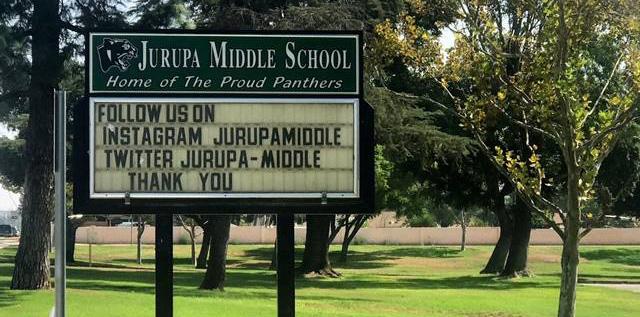 JURUPA MIDDLE SCHOOL
Home of The Proud Panthers
FOLLOW US ON
INSTAGRAM JURUPAMIDDLE
TWITTER JURUPA-MIDDLE
THANK YOU